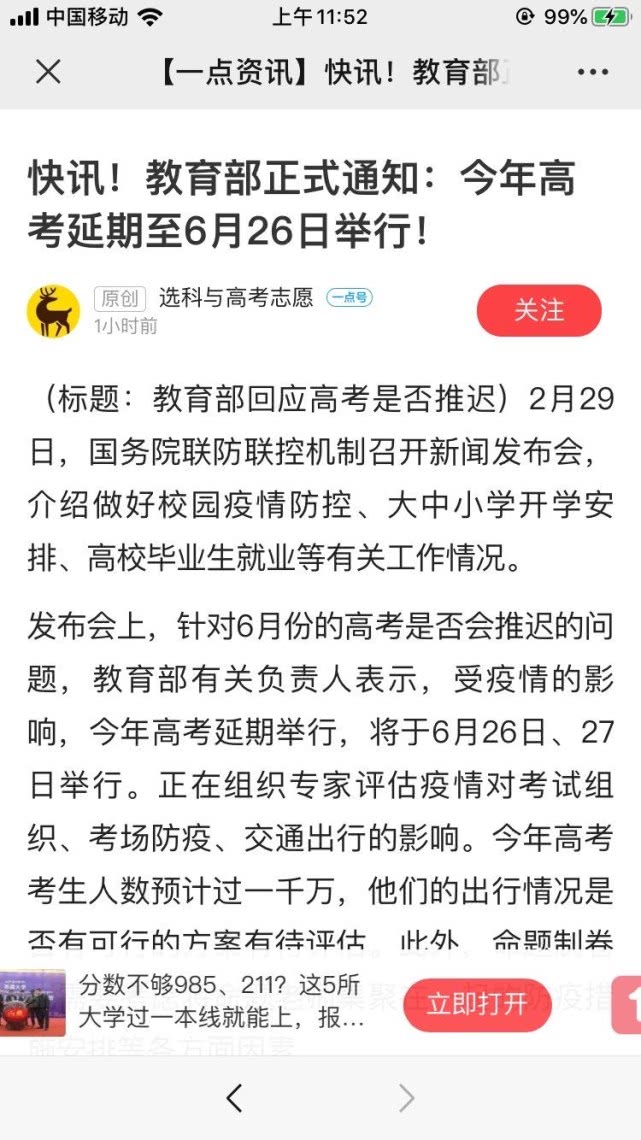 中国移动
上午11:52
99%
【一点资讯】快讯！教育部
快讯！教育部正式通知：今年高
考延期至6月26日举行！
原创 选科与高考志愿 一点号
1小时前
关注
（标题：教育部回应高考是否推迟）2月29
日，国务院联防联控机制召开新闻发布会，
介绍做好校园疫情防控、大中小学开学安
排、高校毕业生就业等有关工作情况。
发布会上，针对6月份的高考是否会推迟的问
题，教育部有关负责人表示，受疫情的影
响，今年高考延期举行，将于6月26日、27
日举行。正在组织专家评估疫情对考试组
织、考场防疫、交通出行的影响。今年高考
考生人数预计过一千万，他们的出行情况是
否有可行的方案有待评估。此外，命题制卷
分数不够985、211？这5所
大学过一本线就能上，报...
立即打开
施安排等各方面因素